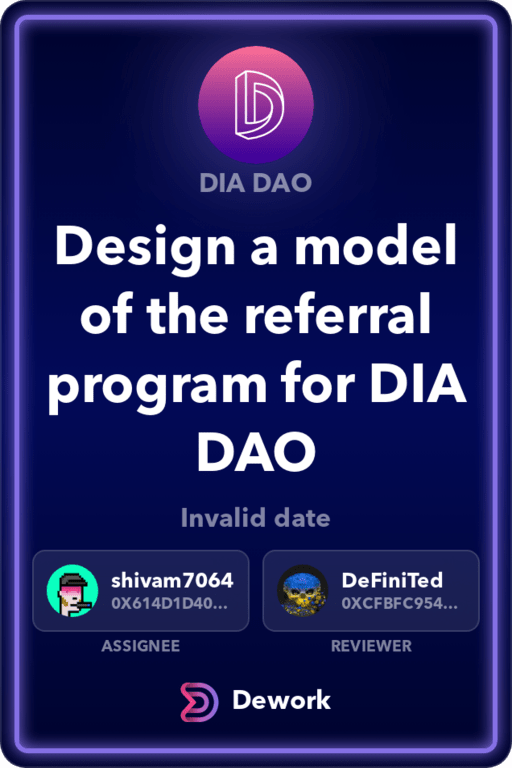 DIA DAO
Design a model
of the referral
program for DIA
DAO
Invalid date
shivam7064
0X614D1D40...
DeFiniTed
0XCFBFC954...
ASSIGNEE
REVIEWER
Dework